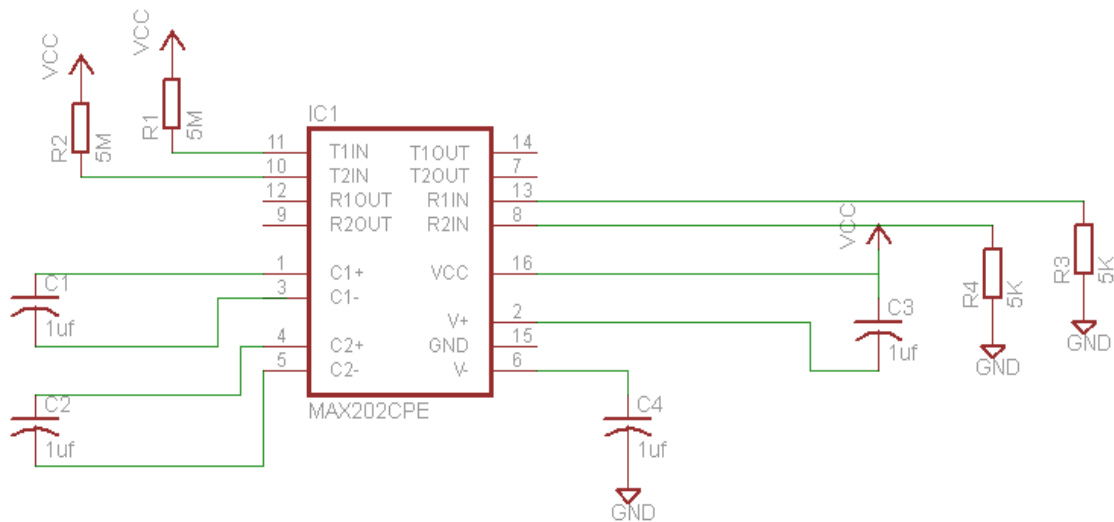 VCC
R2
5M
VCC
R1
5M
IC1
11 T1IN T1OUT 14
10 T2IN T2OUT 7
12 R1OUT R1IN 13
9 R2OUT R2IN 8
1 C1+ VCC 16
3 C1-
V+ 2
4 C2+ GND 15
5 C2- V- 6
MAX202CPE
C1
1uf
C2
1uf
C4
1uf
GND
VCC
C3
1uf
R4
5K
GND
R3
5K
GND